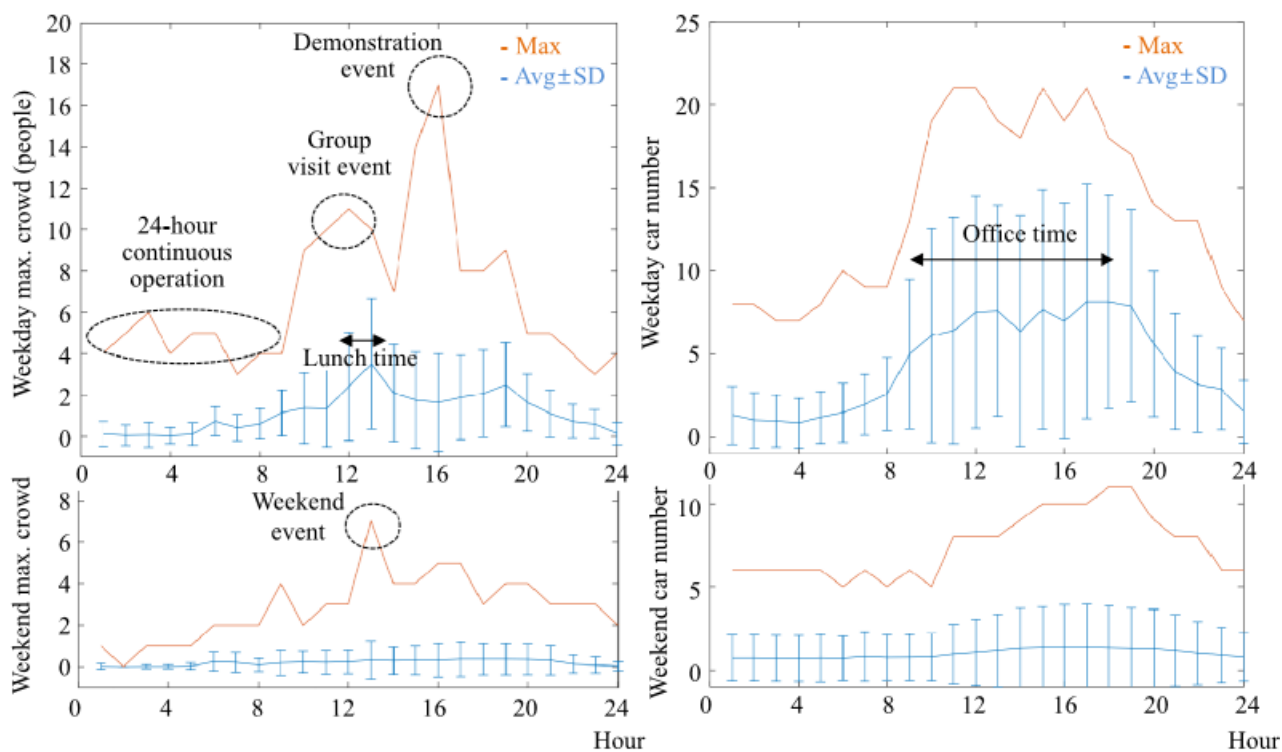 Weekday max. crowd (people)
20
18
16
14
12
10
8
6
4
2
0
Demonstration
event
- Max
- Avg±SD
Group
visit event
24-hour
continuous
operation
Lunch time
0
4
8
12
16
20
24
Weekday car number
25
20
15
10
5
0
- Max
- Avg±SD
Office time
0
4
8
12
16
20
24
Weekend max. crowd
8
6
4
2
0
Weekend
event
0
4
8
12
16
20
24
Hour
Weekend car number
10
5
0
0
4
8
12
16
20
24
Hour